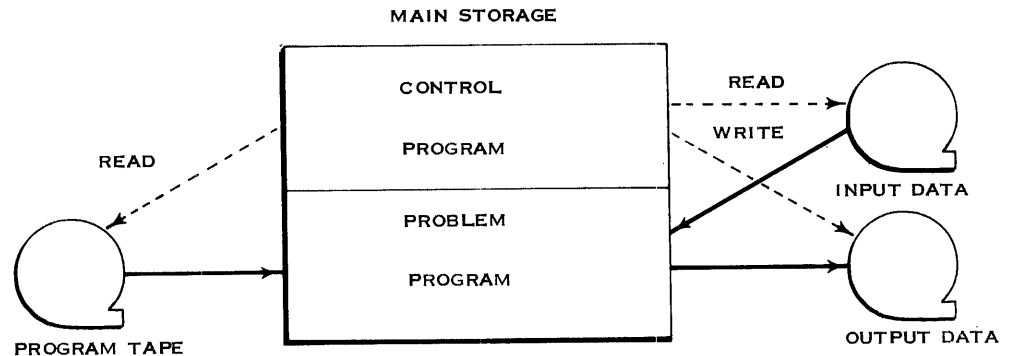 MAIN STORAGE
CONTROL
PROGRAM
READ
READ
WRITE
INPUT DATA
PROBLEM
PROGRAM
PROGRAM TAPE
OUTPUT DATA